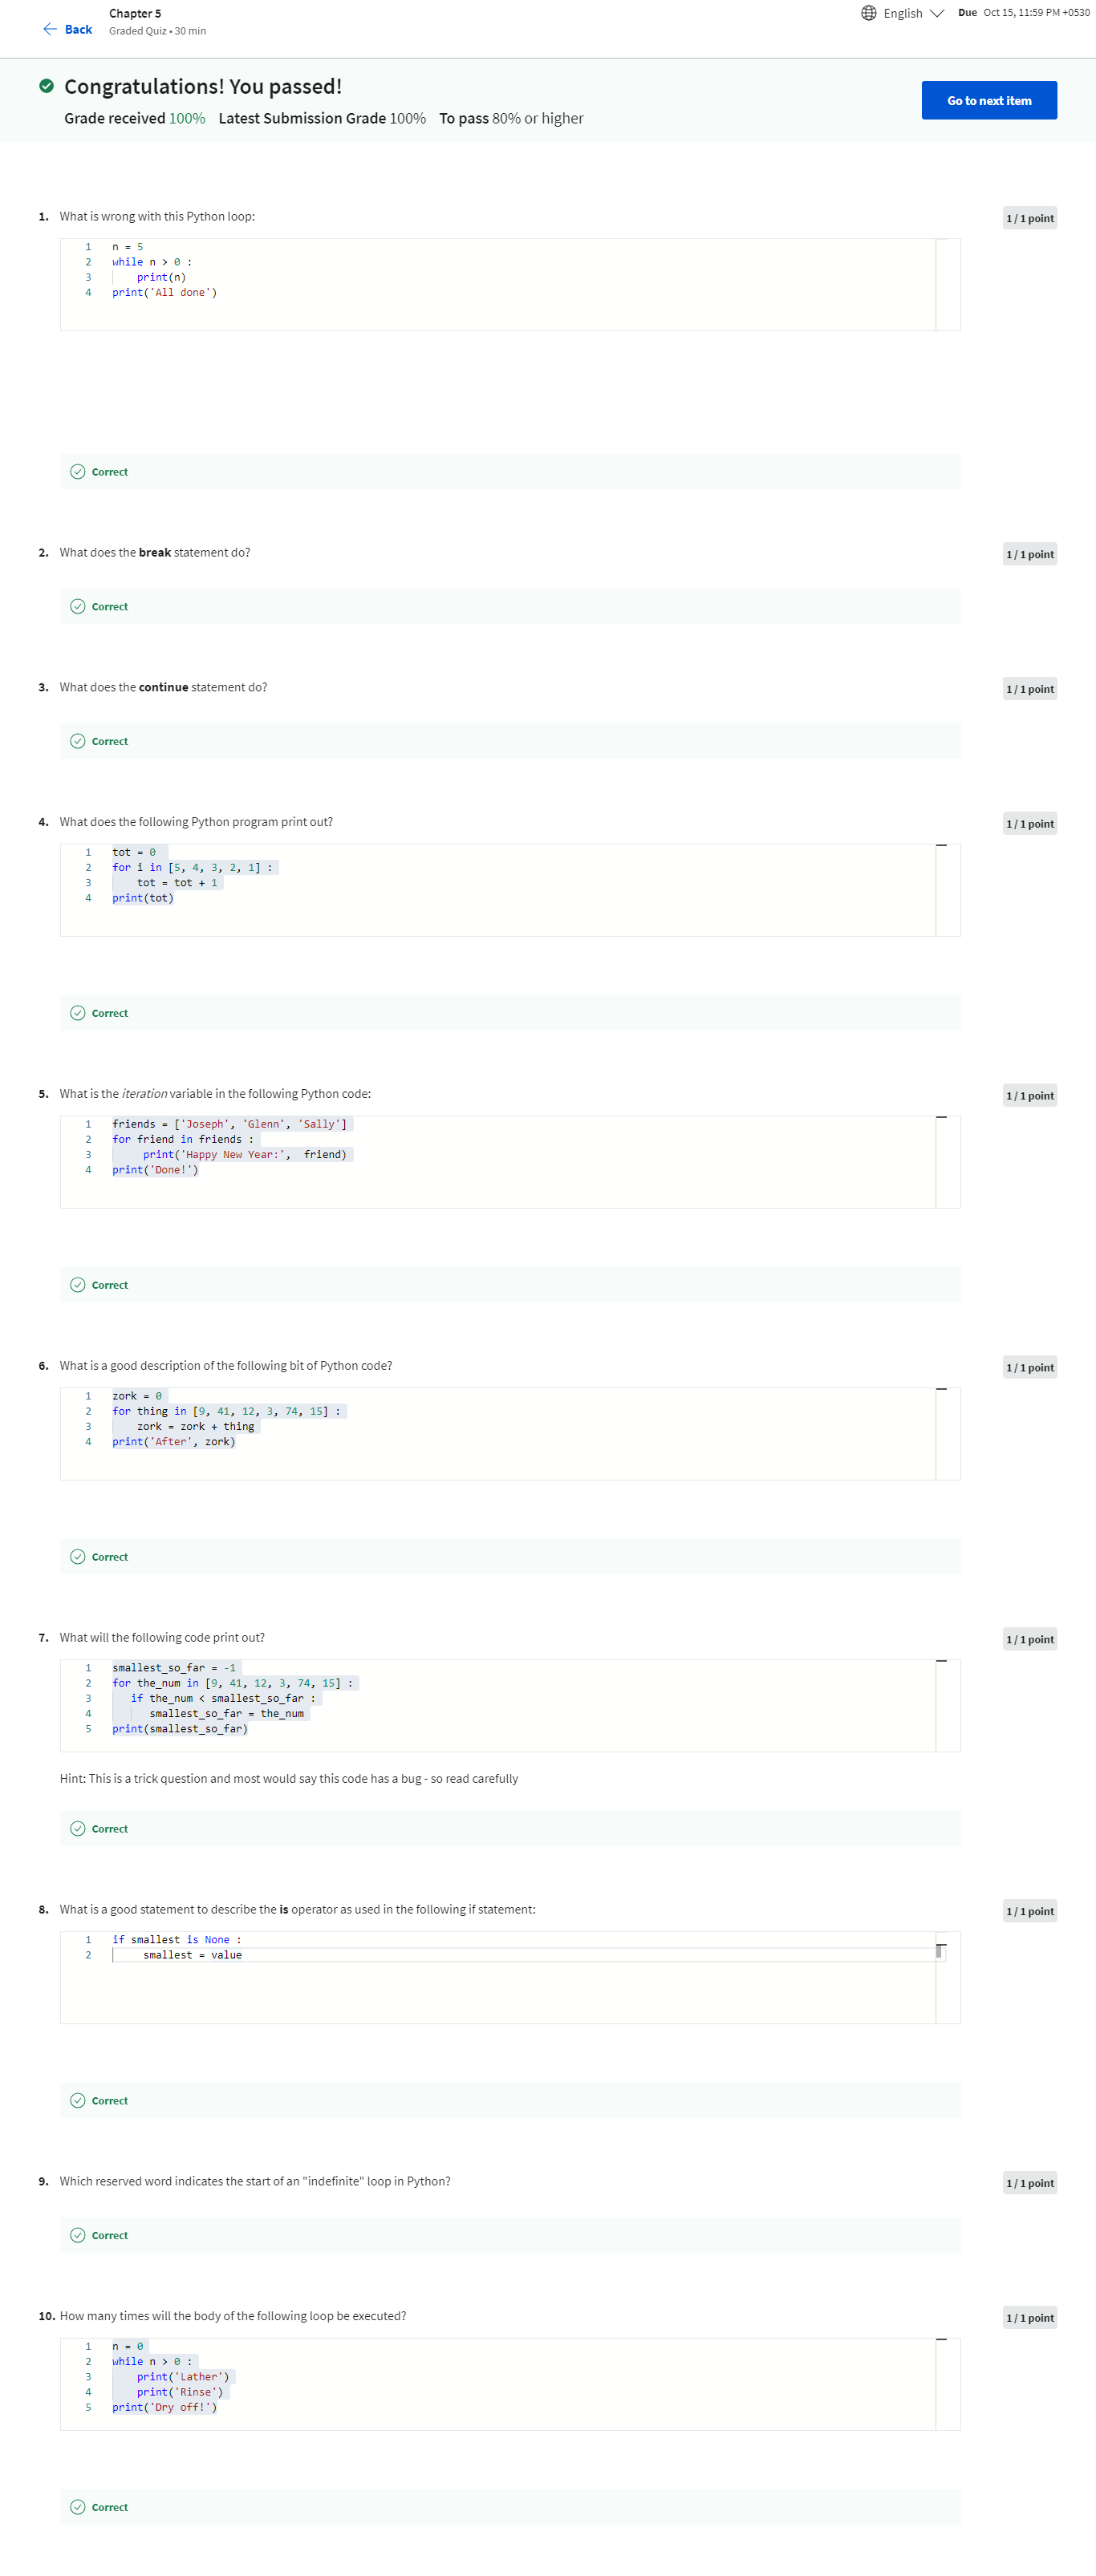 Back
Chapter 5
Graded Quiz • 30 min
English
Due Oct 15, 11:59 PM +0530
Congratulations! You passed!
Grade received 100% Latest Submission Grade 100% To pass 80% or higher
Go to next item
1. What is wrong with this Python loop:
1 / 1 point
1 n = 5
2 while n > 0 :
3     print(n)
4 print('All done')
Correct
2. What does the break statement do?
1 / 1 point
Correct
3. What does the continue statement do?
1 / 1 point
Correct
4. What does the following Python program print out?
1 / 1 point
1 tot = 0
2 for i in [5, 4, 3, 2, 1] :
3     tot = tot + 1
4 print(tot)
Correct
5. What is the iteration variable in the following Python code:
1 / 1 point
1 friends = ['Joseph', 'Glenn', 'Sally']
2 for friend in friends :
3      print('Happy New Year:',  friend)
4 print('Done!')
Correct
6. What is a good description of the following bit of Python code?
1 / 1 point
1 zork = 0
2 for thing in [9, 41, 12, 3, 74, 15] :
3     zork = zork + thing
4 print('After', zork)
Correct
7. What will the following code print out?
1 / 1 point
1 smallest_so_far = -1
2 for the_num in [9, 41, 12, 3, 74, 15] :
3    if the_num < smallest_so_far :
4       smallest_so_far = the_num
5 print(smallest_so_far)
Hint: This is a trick question and most would say this code has a bug - so read carefully
Correct
8. What is a good statement to describe the is operator as used in the following if statement:
1 / 1 point
1 if smallest is None :
2      smallest = value
Correct
9. Which reserved word indicates the start of an "indefinite" loop in Python?
1 / 1 point
Correct
10. How many times will the body of the following loop be executed?
1 / 1 point
1 n = 0
2 while n > 0 :
3     print('Lather')
4     print('Rinse')
5 print('Dry off!')
Correct